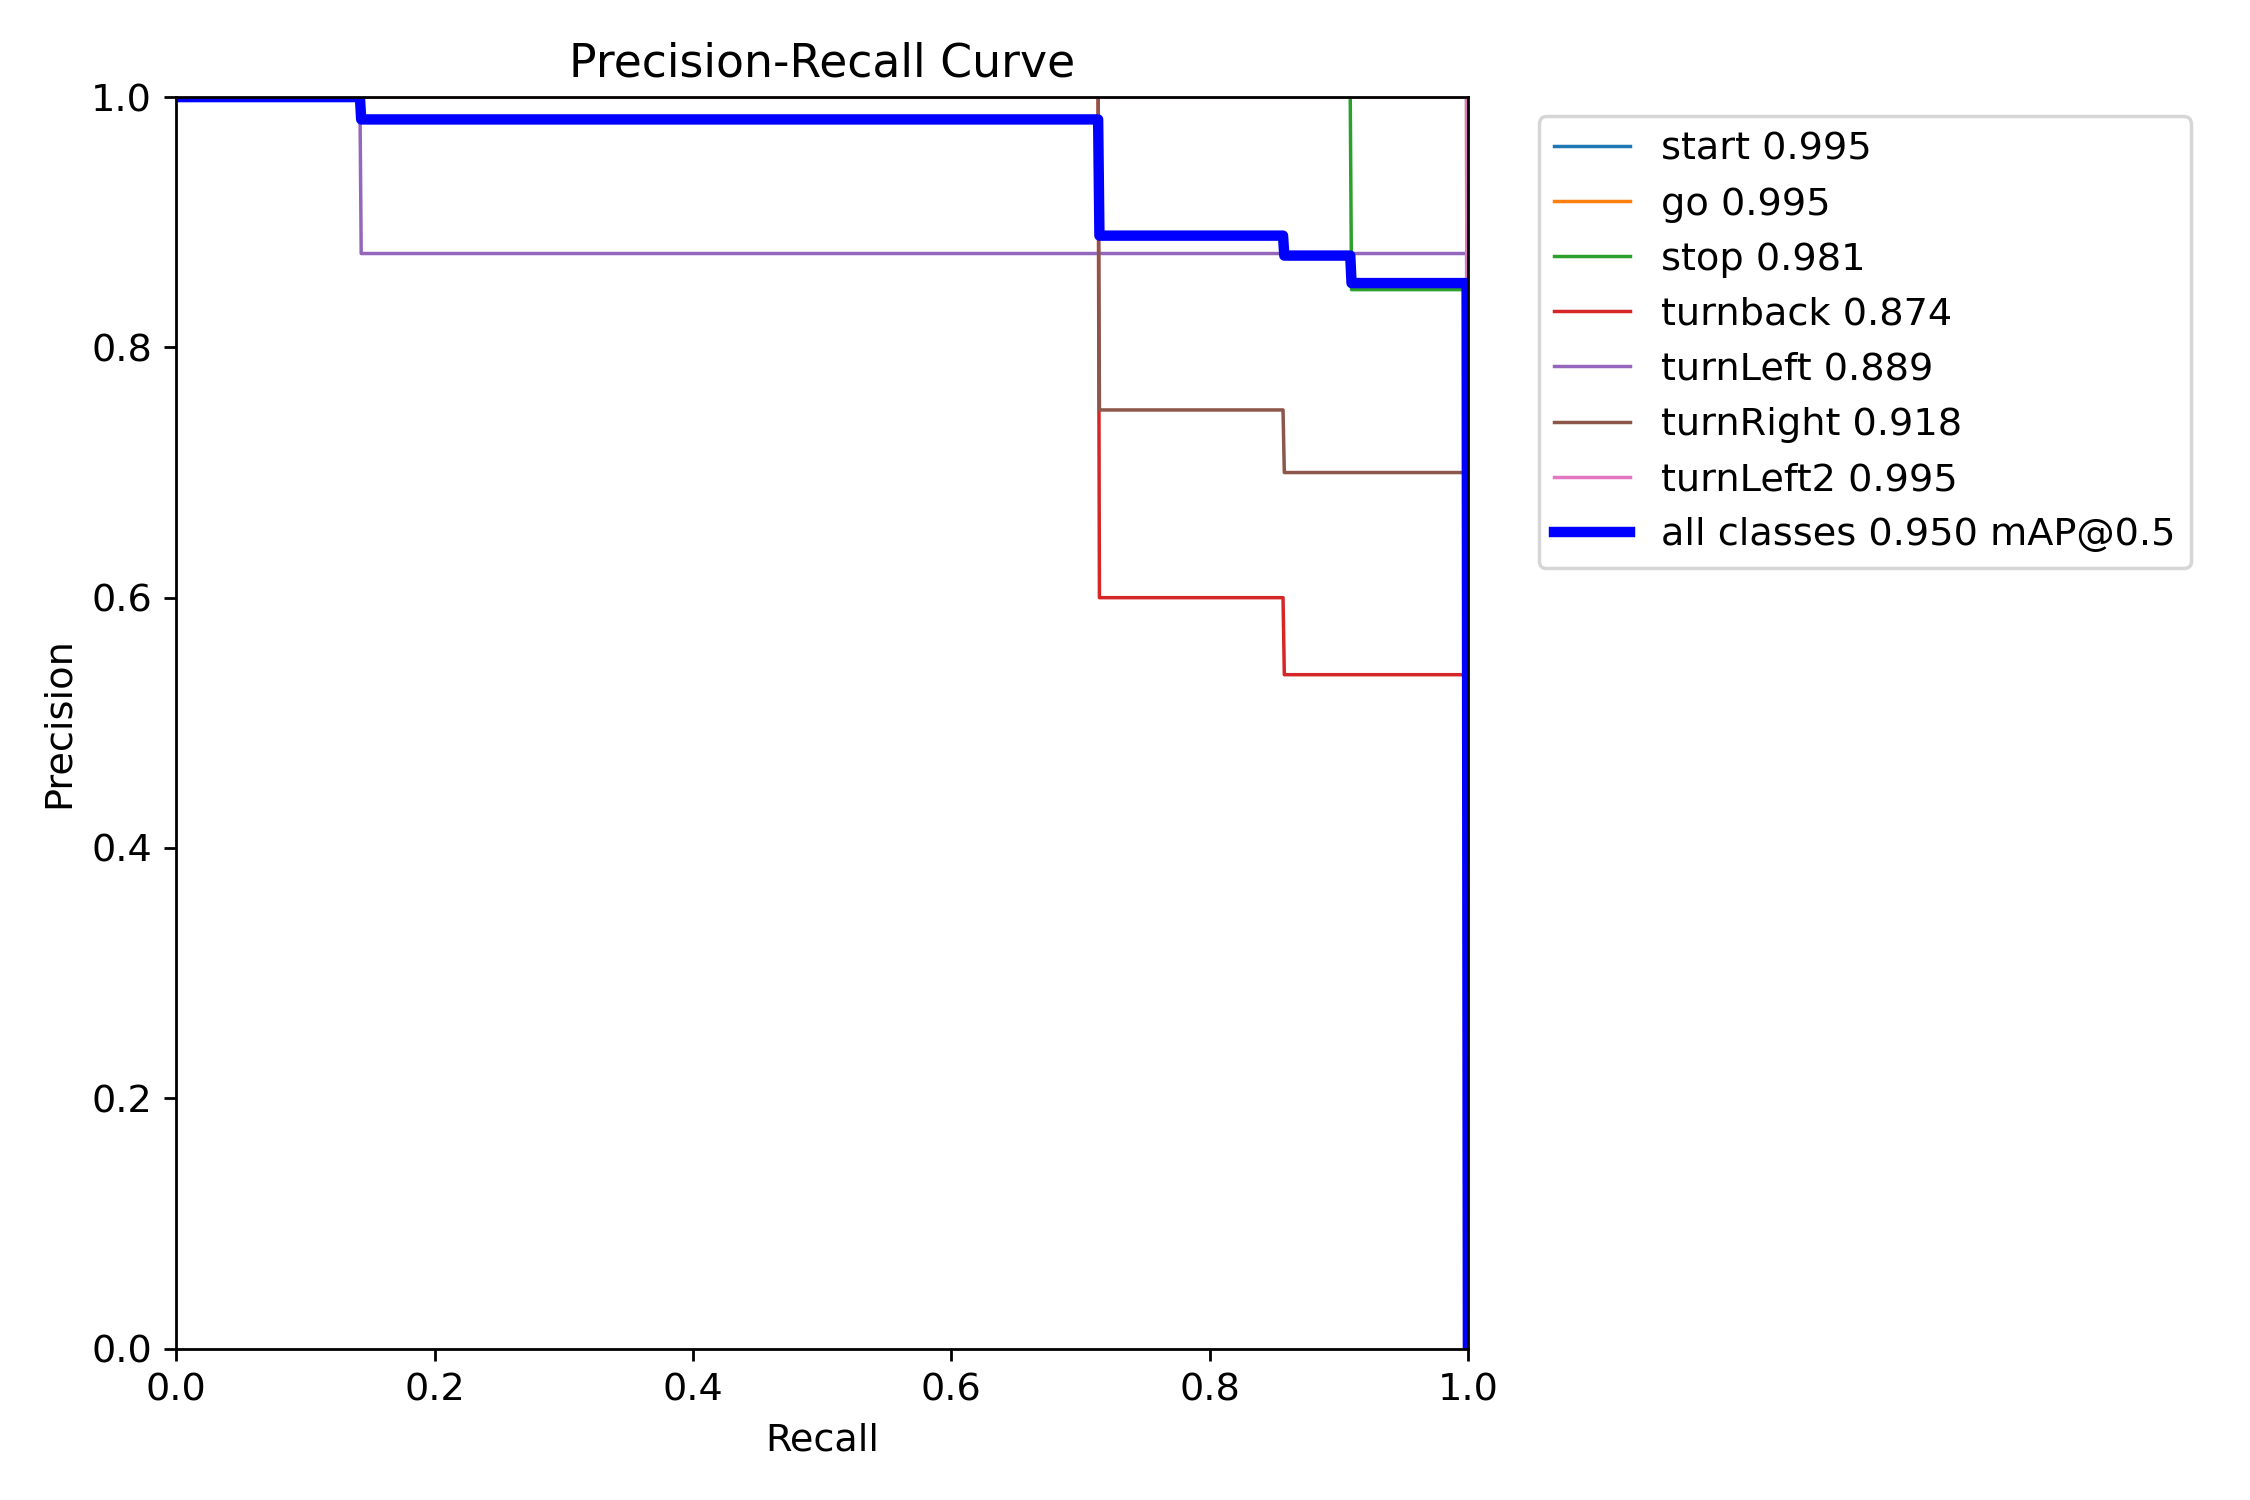 Precision-Recall Curve
1.0
0.8
0.6
0.4
0.2
0.0
Precision
0.0 0.2 0.4 0.6 0.8 1.0
Recall
start 0.995
go 0.995
stop 0.981
turnback 0.874
turnLeft 0.889
turnRight 0.918
turnLeft2 0.995
all classes 0.950 mAP@0.5